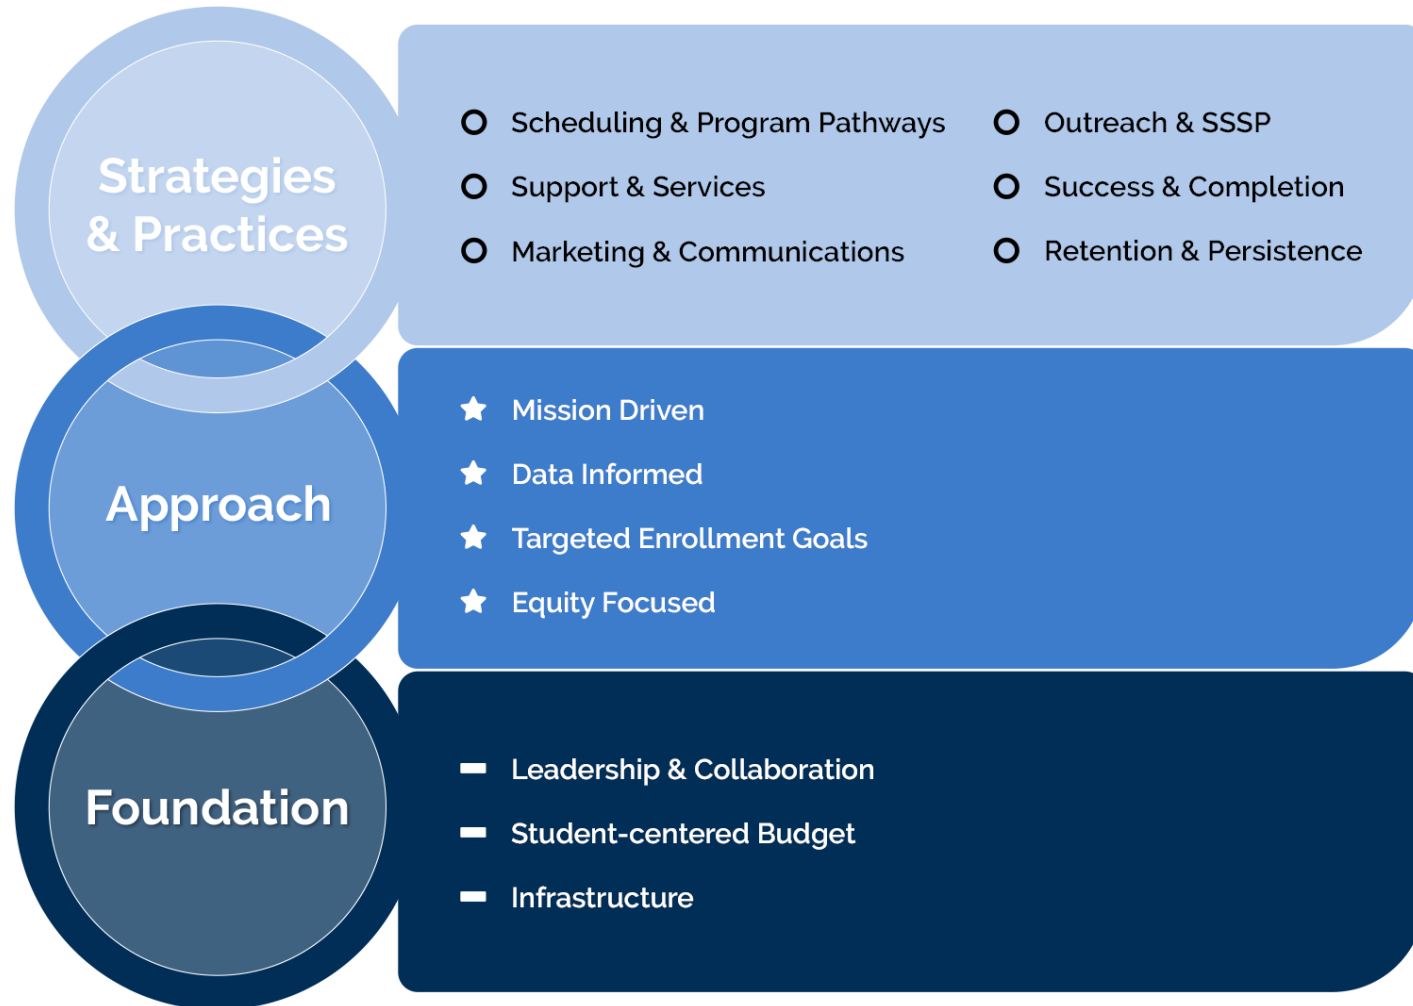 Strategies
& Practices
Scheduling & Program Pathways
Support & Services
Marketing & Communications
Outreach & SSSP
Success & Completion
Retention & Persistence
Approach
Mission Driven
Data Informed
Targeted Enrollment Goals
Equity Focused
Foundation
Leadership & Collaboration
Student-centered Budget
Infrastructure